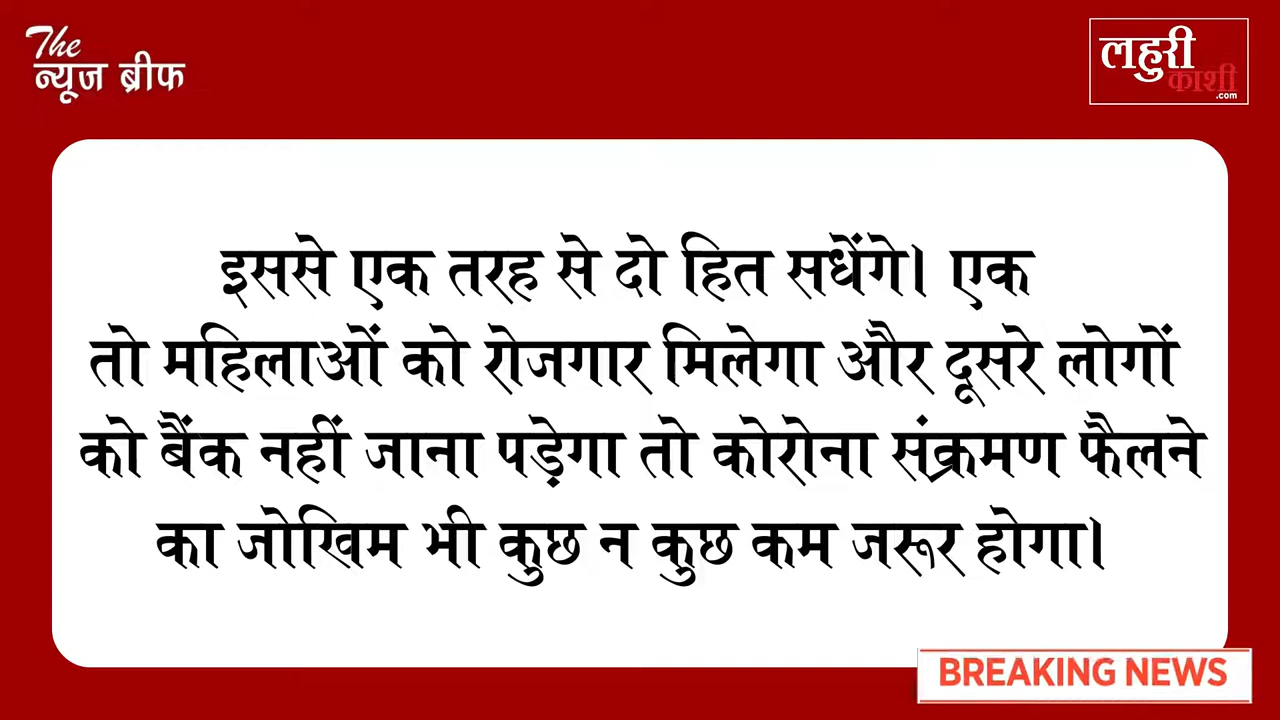 The
न्यूज ब्रीफ
लहुरी
काशी
.com
इससे एक तरह से दो हित सधेंगे। एक
तो महिलाओं को रोजगार मिलेगा और दूसरे लोगों
को बैंक नहीं जाना पड़ेगा तो कोरोना संक्रमण फैलने
का जोखिम भी कुछ न कुछ कम जरूर होगा।
BREAKING NEWS